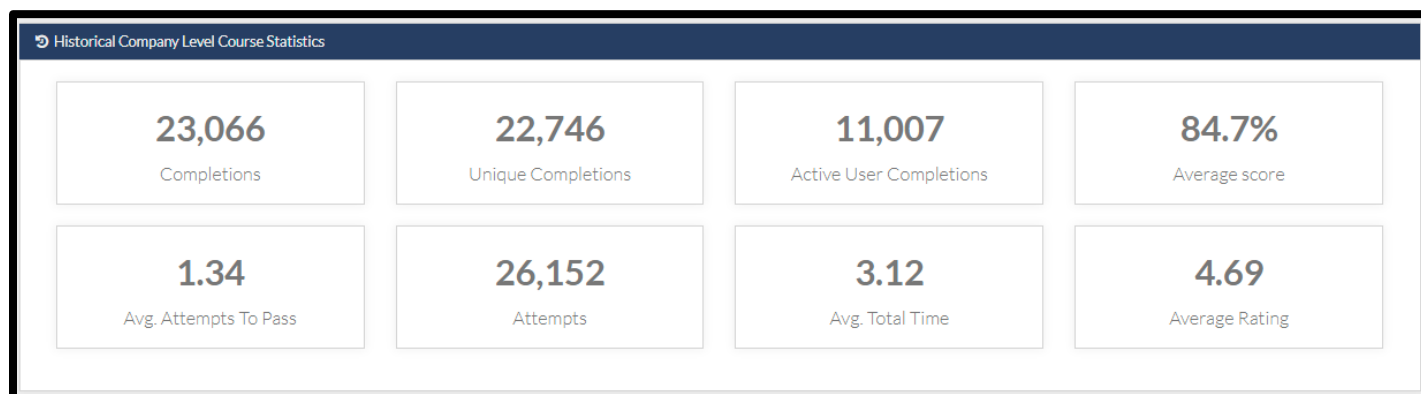 Historical Company Level Course Statistics
23,066
Completions
22,746
Unique Completions
11,007
Active User Completions
84.7%
Average score
1.34
Avg. Attempts To Pass
26,152
Attempts
3.12
Avg. Total Time
4.69
Average Rating